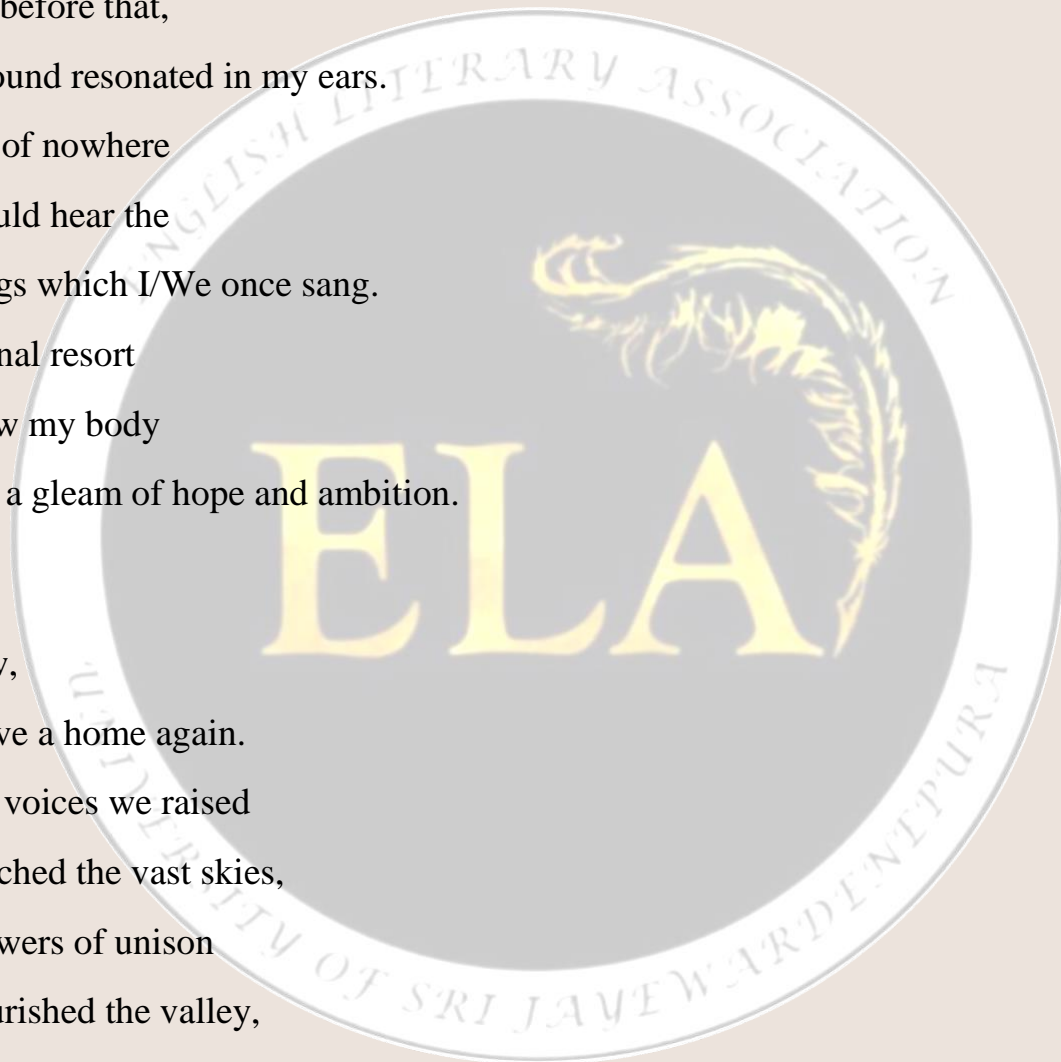 before that,
ound resonated in my ears.
of nowhere
uld hear the
gs which I/We once sang.
nal resort
w my body
a gleam of hope and ambition.
y,
ve a home again.
voices we raised
ched the vast skies,
wers of unison
urished the valley,
ENGLISH LITERARY ASSOCIATION
ELA
UNIVERSITY OF SRI JAYEWARDENEPURA